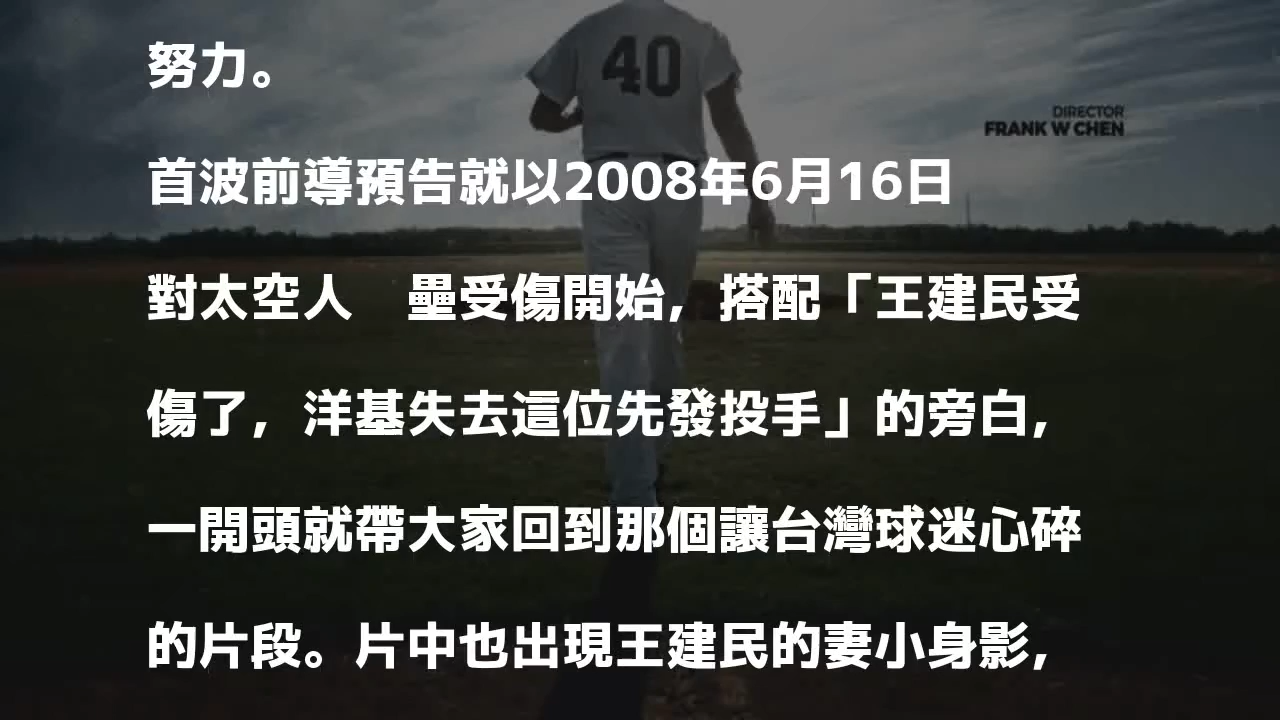 努力。
40
DIRECTOR
FRANK W CHEN
首波前導預告就以2008年6月16日
對太空人　壘受傷開始，搭配「王建民受
傷了，洋基失去這位先發投手」的旁白，
一開頭就帶大家回到那個讓台灣球迷心碎
的片段。片中也出現王建民的妻小身影，